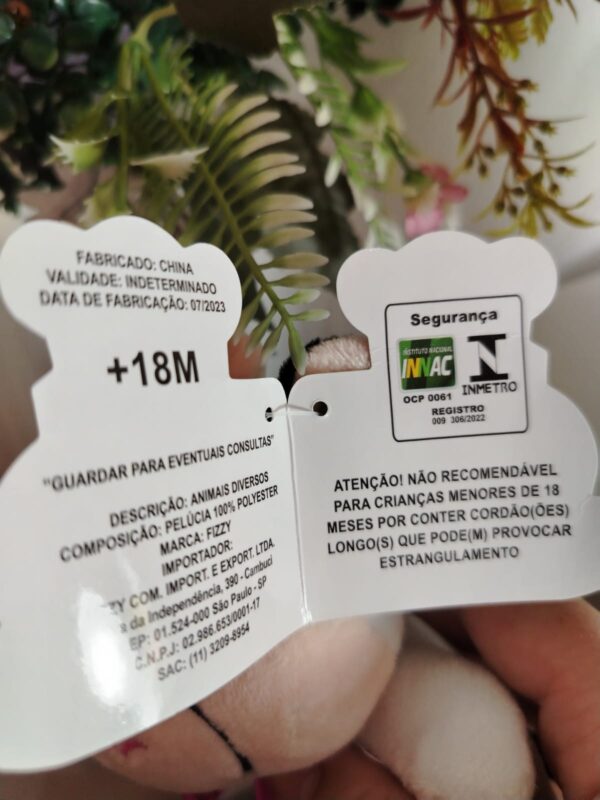 FABRICADO: CHINA
VALIDADE: INDETERMINADO
DATA DE FABRICAÇÃO: 07/2023
+18M
"GUARDAR PARA EVENTUAIS CONSULTAS"
DESCRIÇÃO: ANIMAIS DIVERSOS
COMPOSIÇÃO: PELÚCIA 100% POLYESTER
MARCA: FIZZY
IMPORTADOR:
ZY COM. IMPORT. E EXPORT. LTDA.
a da Independência, 390 - Cambuci
EP: 01.524-000 São Paulo - SP
C.N.P.J: 02.986.653/0001-17
SAC: (11) 3209-8954
Segurança
INSTITUTO NACIONAL
INNAC
OCP 0061
INMETRO
REGISTRO
009 306/2022
ATENÇÃO! NÃO RECOMENDÁVEL
PARA CRIANÇAS MENORES DE 18
MESES POR CONTER CORDÃO(ÕES)
LONGO(S) QUE PODE(M) PROVOCAR
ESTRANGULAMENTO